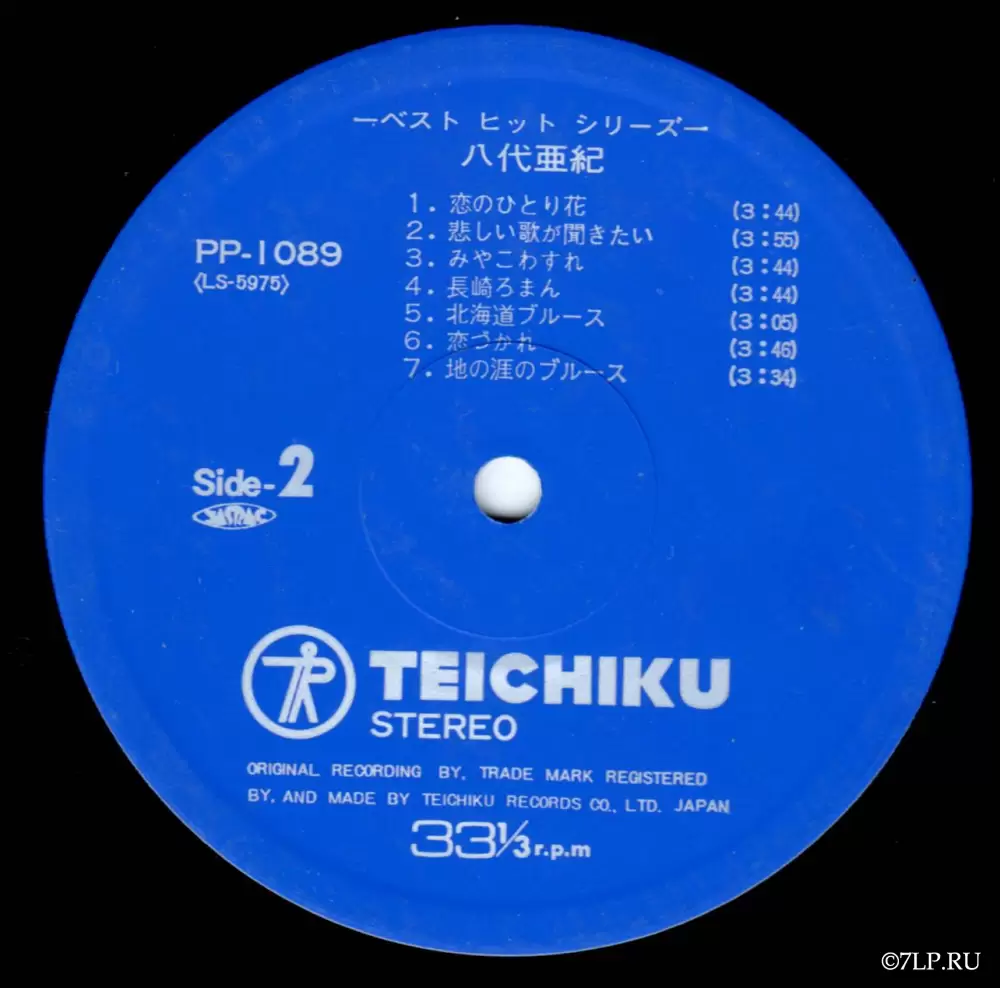 ーベスト ヒット シリーズー
八代亜紀
1. 恋のひとり花 (3:44)
2. 悲しい歌が聞きたい (3:55)
3. みやこわすれ (3:44)
4. 長崎ろまん (3:44)
5. 北海道ブルース (3:05)
6. 恋づかれ (3:46)
7. 地の涯のブルース (3:34)
PP-1089
〈LS-5975〉
Side-2
JASRAC
TEICHIKU
STEREO
ORIGINAL RECORDING BY, TRADE MARK REGISTERED
BY, AND MADE BY TEICHIKU RECORDS CO., LTD. JAPAN
33⅓r.p.m
©7LP.RU